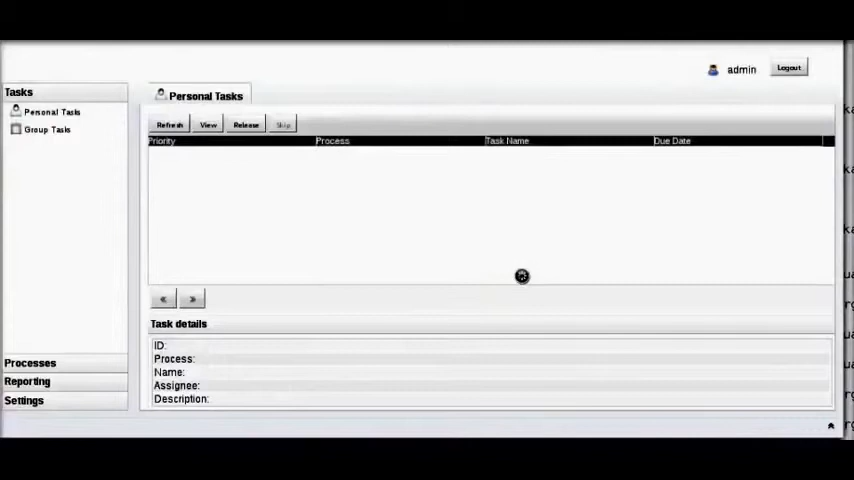 admin
Logout
Tasks
Personal Tasks
Group Tasks
Personal Tasks
Refresh View Release Skip
Priority Process Task Name Due Date
« »
Task details
ID:
Process:
Name:
Assignee:
Description:
Processes
Reporting
Settings